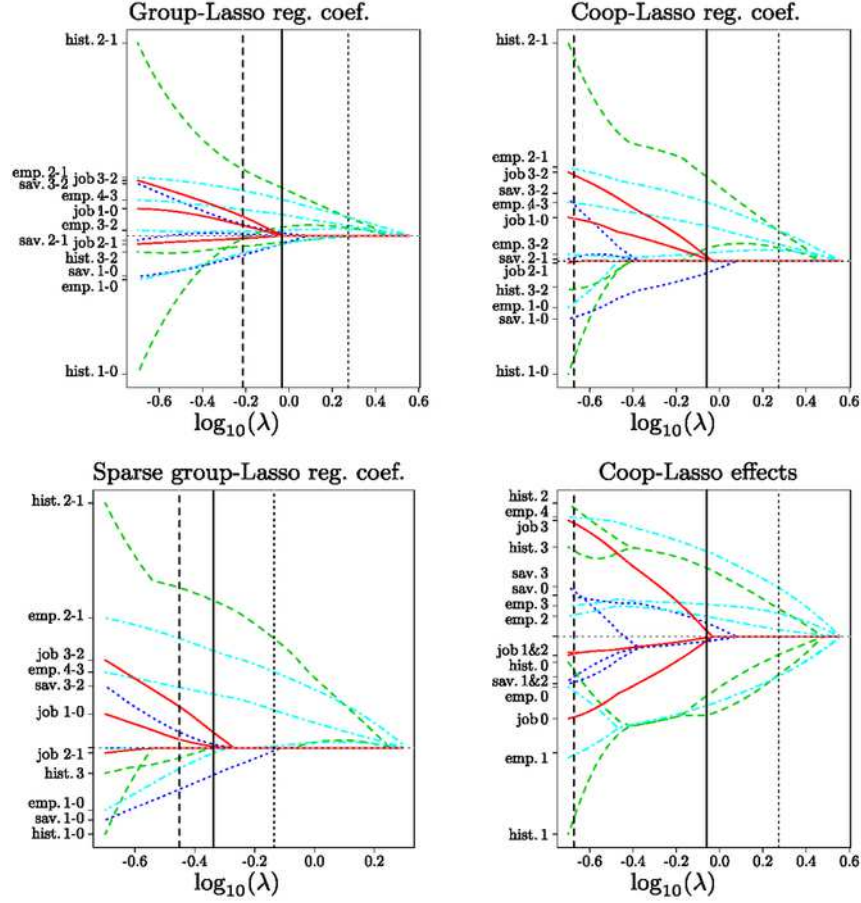 Group-Lasso reg. coef.
hist. 2-1
emp. 2-1
job 3-2
sav. 3-2
emp. 4-3
job 1-0
emp. 3-2
sav. 2-1
job 2-1
hist. 3-2
sav. 1-0
emp. 1-0
hist. 1-0
-0.6 -0.4 -0.2 0.0 0.2 0.4 0.6
log10(λ)
Coop-Lasso reg. coef.
hist. 2-1
emp. 2-1
job 3-2
sav. 3-2
emp. 4-3
job 1-0
emp. 3-2
sav. 2-1
job 2-1
hist. 3-2
emp. 1-0
sav. 1-0
hist. 1-0
-0.6 -0.4 -0.2 0.0 0.2 0.4 0.6
log10(λ)
Sparse group-Lasso reg. coef.
hist. 2-1
emp. 2-1
job 3-2
emp. 4-3
sav. 3-2
job 1-0
job 2-1
hist. 3
emp. 1-0
sav. 1-0
hist. 1-0
-0.6 -0.4 -0.2 0.0 0.2
log10(λ)
Coop-Lasso effects
hist. 2
emp. 4
job 3
hist. 3
sav. 3
sav. 0
emp. 3
emp. 2
job 1&2
hist. 0
sav. 1&2
emp. 0
job 0
emp. 1
hist. 1
-0.6 -0.4 -0.2 0.0 0.2 0.4 0.6
log10(λ)